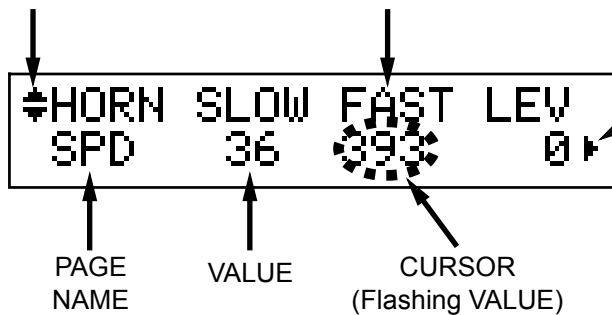 HORN SLOW FAST LEV
SPD 36 393 0
PAGE
NAME
VALUE
CURSOR
(Flashing VALUE)